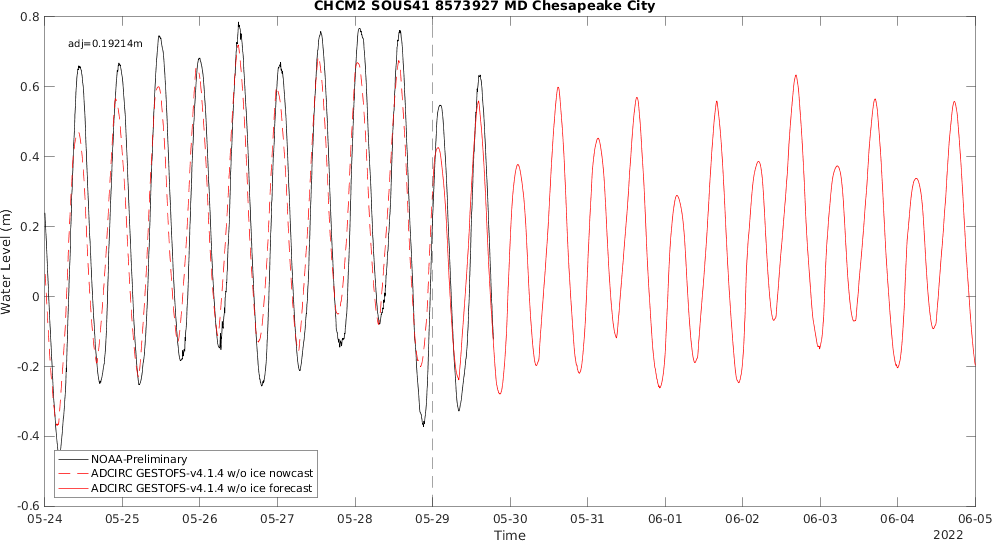 CHCM2 SOUS41 8573927 MD Chesapeake City
adj=0.19214m
0.8
0.6
0.4
0.2
0
-0.2
-0.4
-0.6
Water Level (m)
NOAA-Preliminary
ADCIRC GESTOFS-v4.1.4 w/o ice nowcast
ADCIRC GESTOFS-v4.1.4 w/o ice forecast
05-24 05-25 05-26 05-27 05-28 05-29 05-30 05-31 06-01 06-02 06-03 06-04 06-05
Time
2022